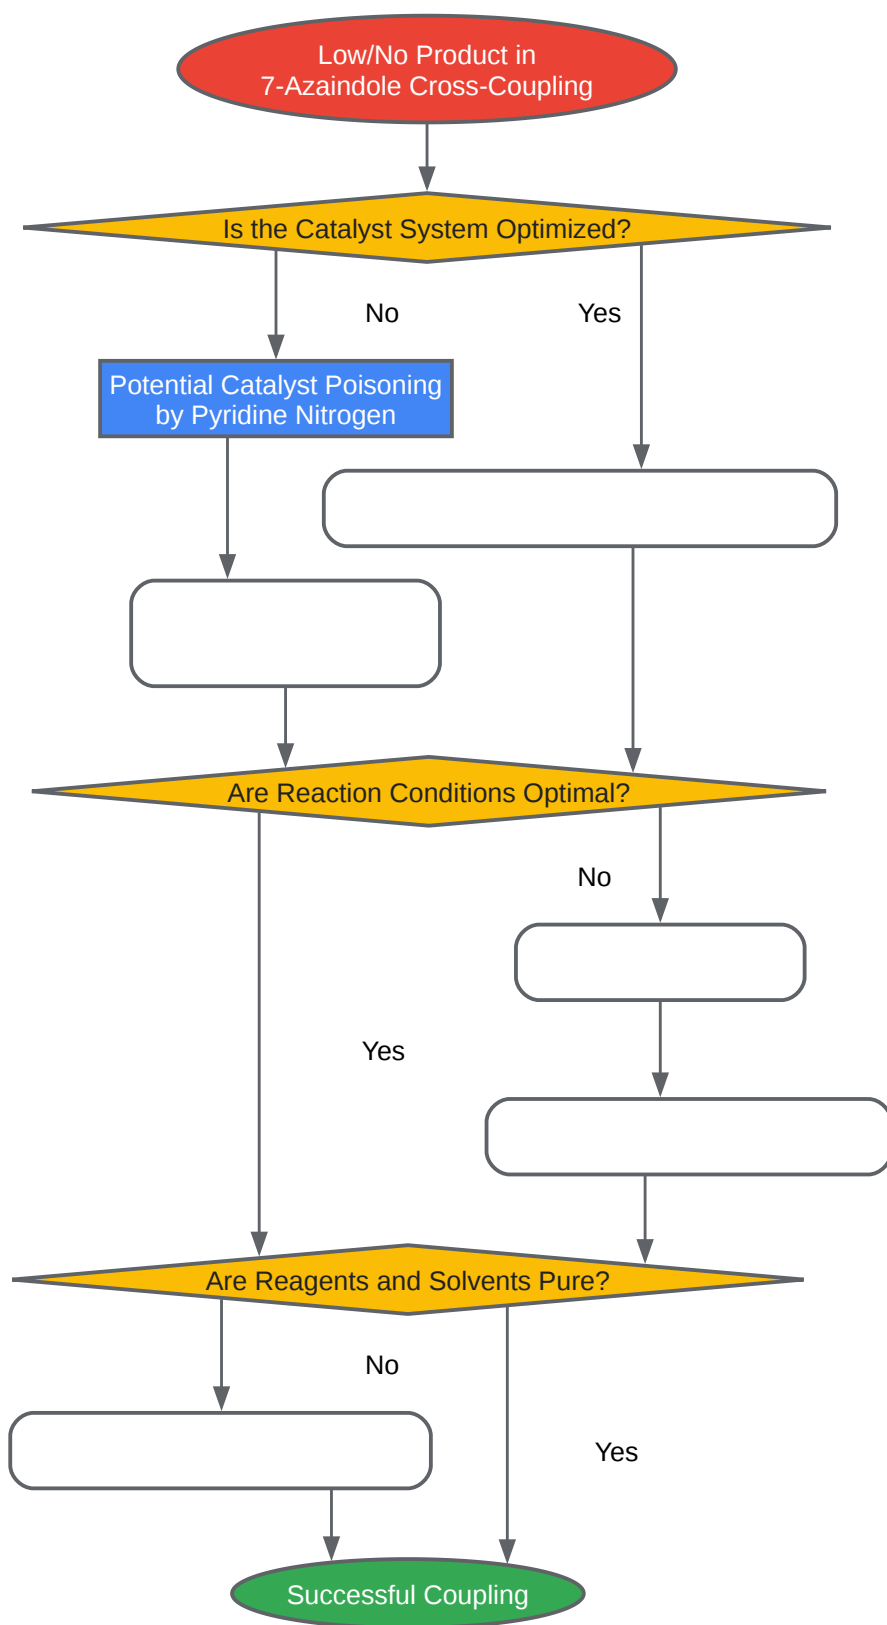 Low/No Product in
7-Azaindole Cross-Coupling
Is the Catalyst System Optimized?
No
Yes
Potential Catalyst Poisoning
by Pyridine Nitrogen
Are Reaction Conditions Optimal?
No
Yes
Are Reagents and Solvents Pure?
No
Yes
Successful Coupling